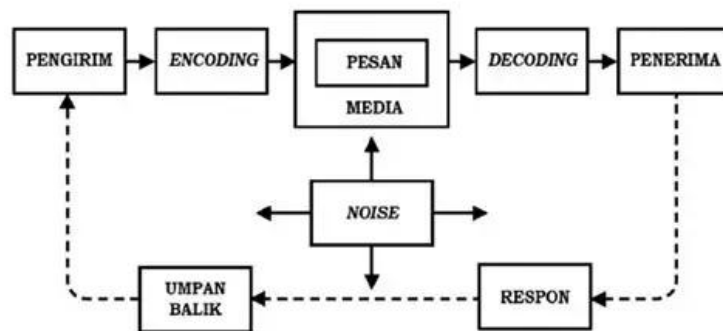 PENGIRIM
ENCODING
PESAN
MEDIA
DECODING
PENERIMA
NOISE
UMPAN
BALIK
RESPON